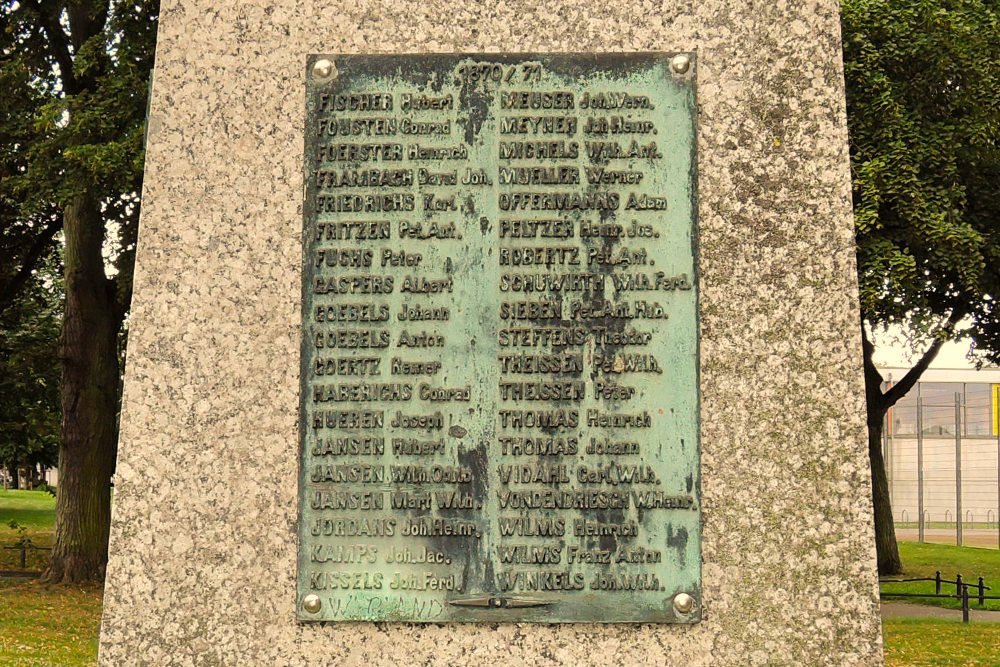 1870/71
FISCHER Hubert
FOUSTEN Conrad
FUERSTER Heinrich
FRAMBACH David Joh.
FRIEDRICHS Karl
FRITZEN Pet.Ant.
FUCHS Peter
GASPERS Albert
GOEBELS Johann
GOEBELS Anton
GOERTZ Reiner
HABERICHS Conrad
HUEREN Joseph
JANSEN Hubert
JANSEN Wilh.Otto
JANSEN Mart.Wilh.
JORDANS Joh.Heinr.
KAMPS Joh.Jac.
KISSELS Joh.Ferd.
MEUSER Joh.Wern.
MEYNER Joh.Heinr.
MICHELS Wilh.Ant.
MUELLER Werner
OFFERMANNS Adam
PELTZER Heinr.Jos.
ROBERTZ Pet.Ant.
SCHUWIRTH Wilh.Ferd.
SIEBEN Pet.Ant.Hub.
STEFFENS Theodor
THEISSEN Pet.Wilh.
THEISSEN Peter
THOMAS Heinrich
THOMAS Johann
VIDAHL Carl Wilh.
VONDENDRIESCH W.Heinr.
WILMS Heinrich
WILMS Franz Anton
WINKELS Joh.Wilh.